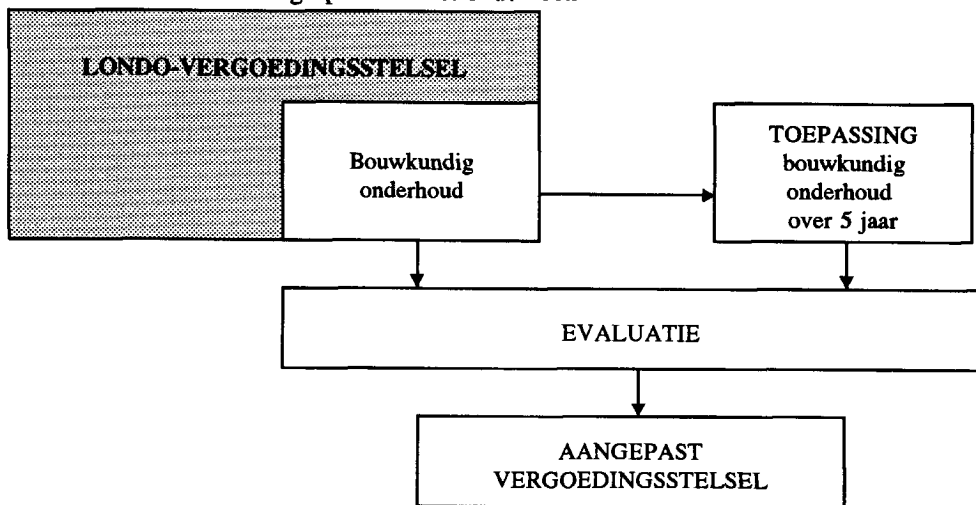 LONDO-VERGOEDINGSSTELSEL
Bouwkundig
onderhoud
TOEPASSING
bouwkundig
onderhoud
over 5 jaar
EVALUATIE
AANGEPAST
VERGOEDINGSSTELSEL